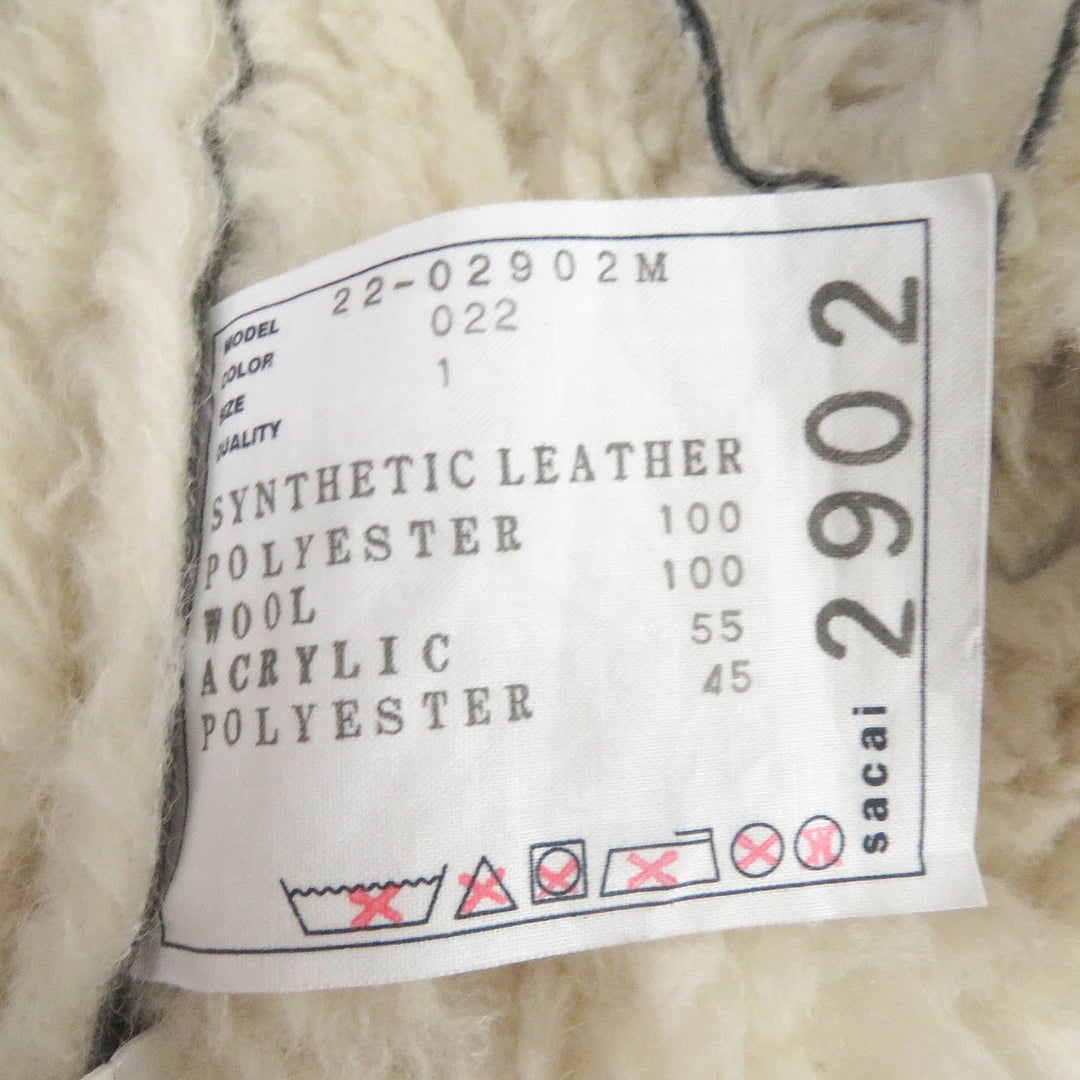 MODEL 22-02902M
COLOR 022
SIZE 1
QUALITY
SYNTHETIC LEATHER
POLYESTER 100
WOOL 100
ACRYLIC 55
POLYESTER 45
sacai 2902
W